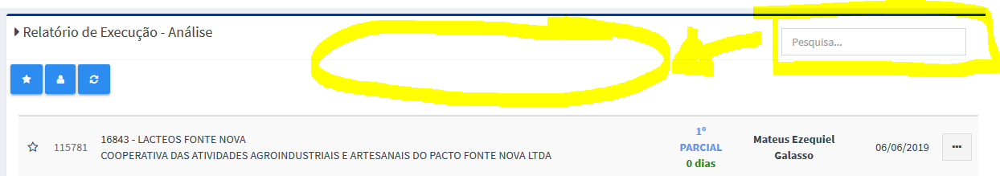 Relatório de Execução - Análise
Pesquisa...
115781
16843 - LACTEOS FONTE NOVA
COOPERATIVA DAS ATIVIDADES AGROINDUSTRIAIS E ARTESANAIS DO PACTO FONTE NOVA LTDA
1º
PARCIAL
0 dias
Mateus Ezequiel
Galasso
06/06/2019